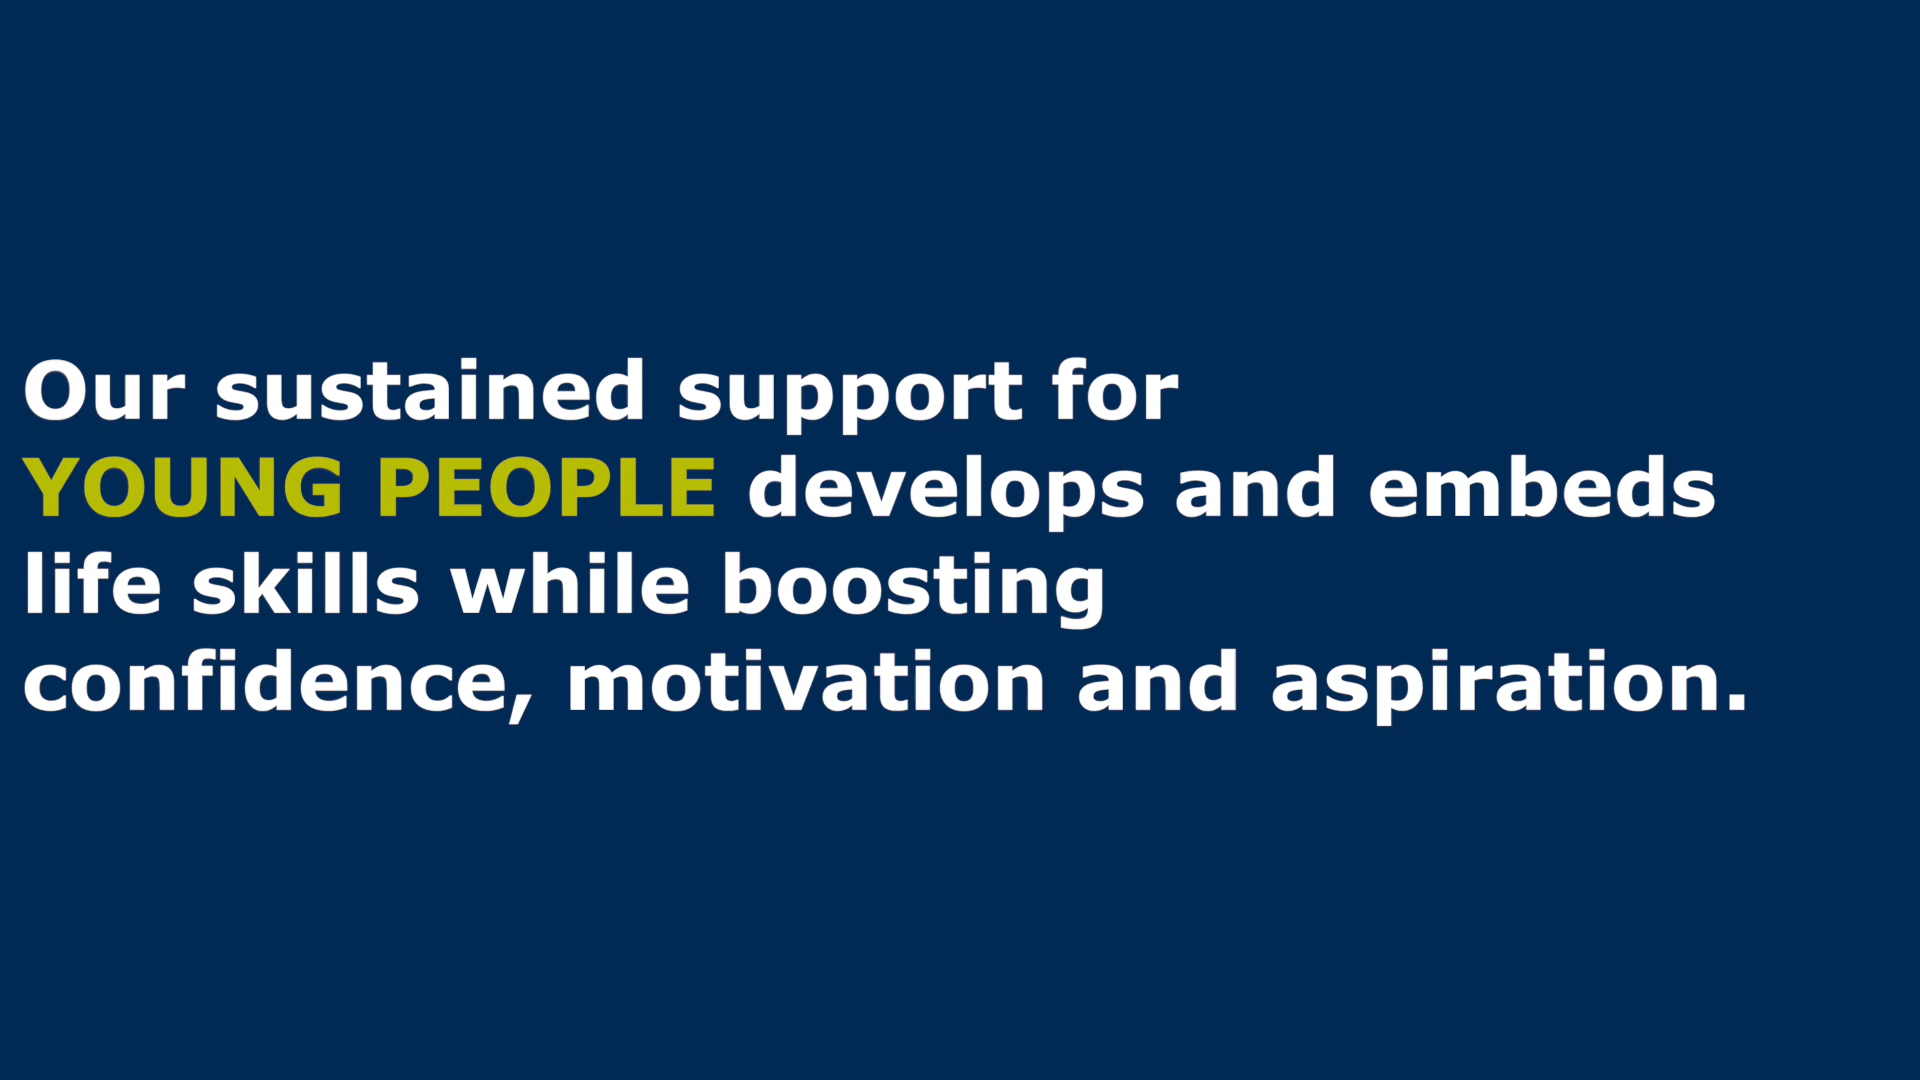 Our sustained support for
YOUNG PEOPLE develops and embeds
life skills while boosting
confidence, motivation and aspiration.